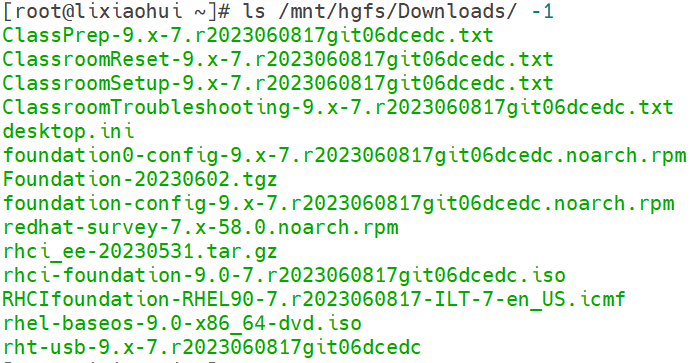 [root@lixiaohui ~]# ls /mnt/hgfs/Downloads/ -1
ClassPrep-9.x-7.r2023060817git06dcedc.txt
ClassroomReset-9.x-7.r2023060817git06dcedc.txt
ClassroomSetup-9.x-7.r2023060817git06dcedc.txt
ClassroomTroubleshooting-9.x-7.r2023060817git06dcedc.txt
desktop.ini
foundation0-config-9.x-7.r2023060817git06dcedc.noarch.rpm
Foundation-20230602.tgz
foundation-config-9.x-7.r2023060817git06dcedc.noarch.rpm
redhat-survey-7.x-58.0.noarch.rpm
rhci_ee-20230531.tar.gz
rhci-foundation-9.0-7.r2023060817git06dcedc.iso
RHCIfoundation-RHEL90-7.r2023060817-ILT-7-en_US.icmf
rhel-baseos-9.0-x86_64-dvd.iso
rht-usb-9.x-7.r2023060817git06dcedc